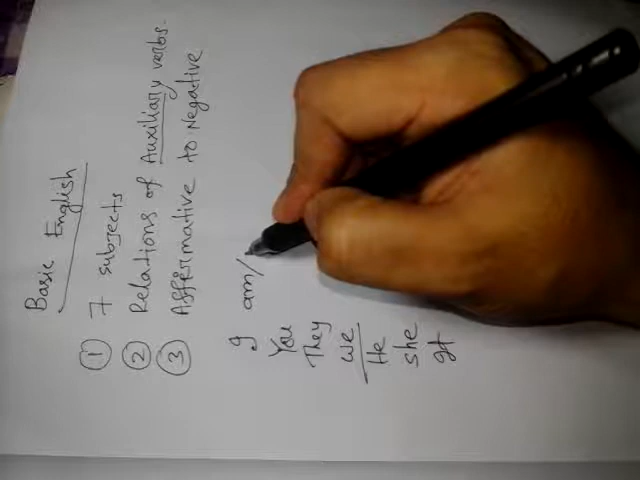 Basic English
① 7 subjects
② Relations of Auxiliary verbs.
③ Affirmative to Negative
I am/
You
They
We
He
she
It